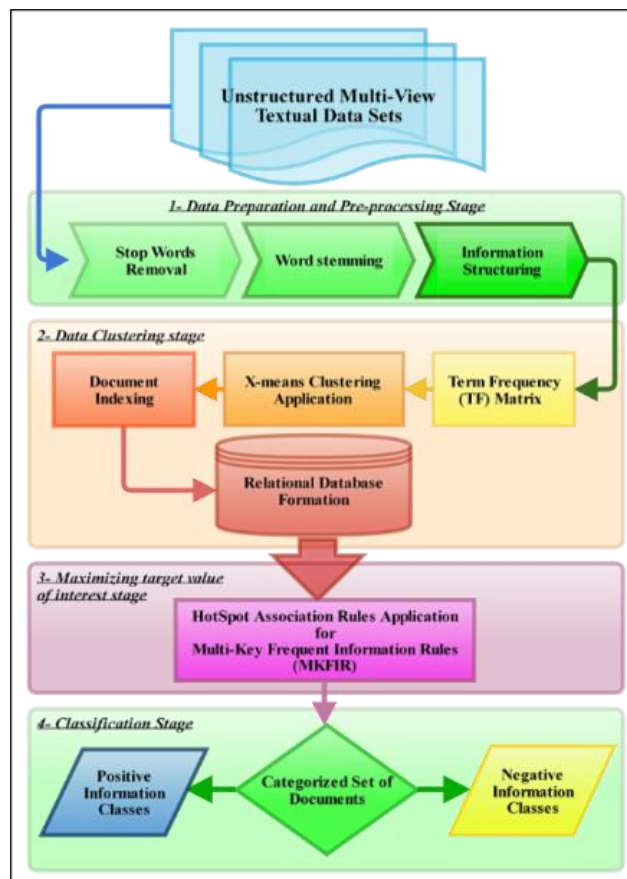 Unstructured Multi-View
Textual Data Sets
1- Data Preparation and Pre-processing Stage
Stop Words
Removal
Word stemming
Information
Structuring
2- Data Clustering stage
Document
Indexing
X-means Clustering
Application
Term Frequency
(TF) Matrix
Relational Database
Formation
3- Maximizing target value
of interest stage
HotSpot Association Rules Application
for
Multi-Key Frequent Information Rules
(MKFIR)
4- Classification Stage
Positive
Information
Classes
Categorized Set of
Documents
Negative
Information
Classes